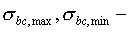 σ_{bc,max}, σ_{bc,min} −